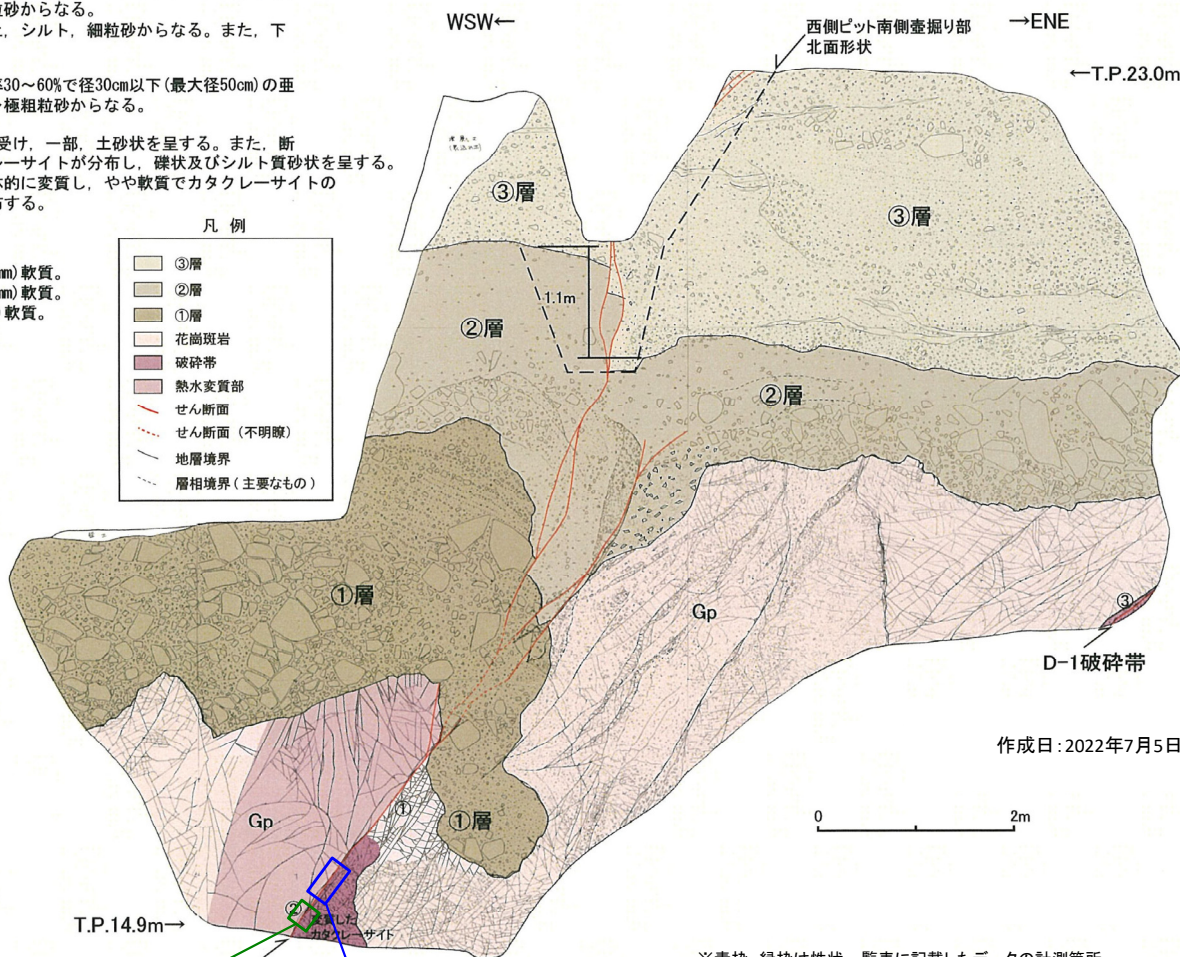 粒砂からなる。
シルト，細粒砂からなる。また，下
率30～60%で径30cm以下(最大径50cm)の亜
極粗粒砂からなる。
受け，一部，土砂状を呈する。また，断
レーサイトが分布し，礫状及びシルト質砂状を呈する。
体的に変質し，やや軟質でカタクレーサイトの
布する。
mm)軟質。
mm)軟質。
軟質。
WSW←
→ENE
西側ピット南側壺掘り部
北面形状
←T.P.23.0m
凡 例
③層
②層
①層
花崗斑岩
破砕帯
熱水変質部
せん断面
せん断面（不明瞭）
地層境界
層相境界（主要なもの）
③層
③層
1.1m
②層
②層
①層
Gp
③
D-1破砕帯
作成日：2022年7月5日
①
①層
Gp
0 2m
②
変質した
カタクレーサイト
T.P.14.9m→
※青枠，緑枠は性状一覧表に記載したデータの計測箇所